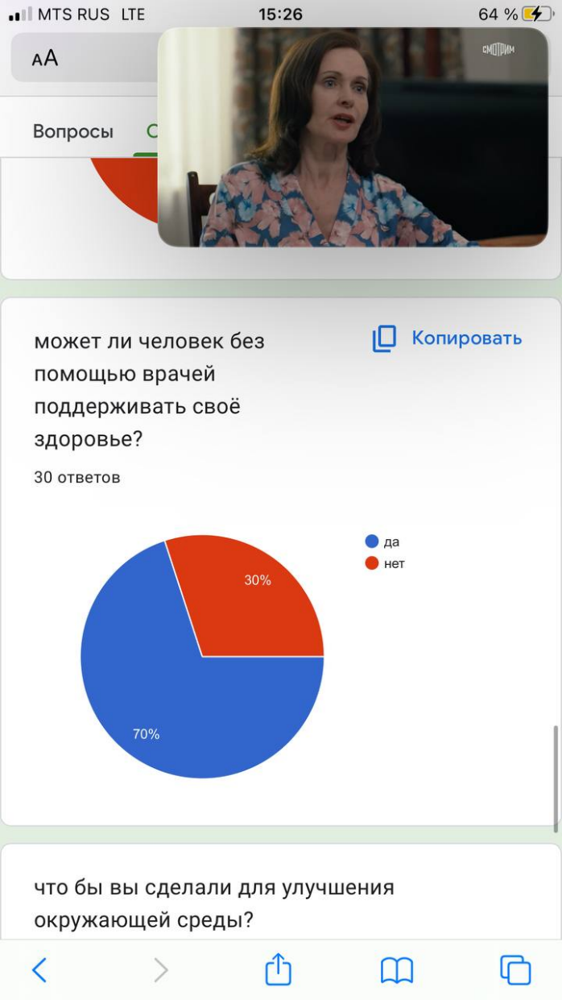 MTS RUS LTE 15:26 64 %
AA
СМОТРИМ
Вопросы
может ли человек без
помощью врачей
поддерживать своё
здоровье?
Копировать
30 ответов
да
нет
30%
70%
что бы вы сделали для улучшения
окружающей среды?